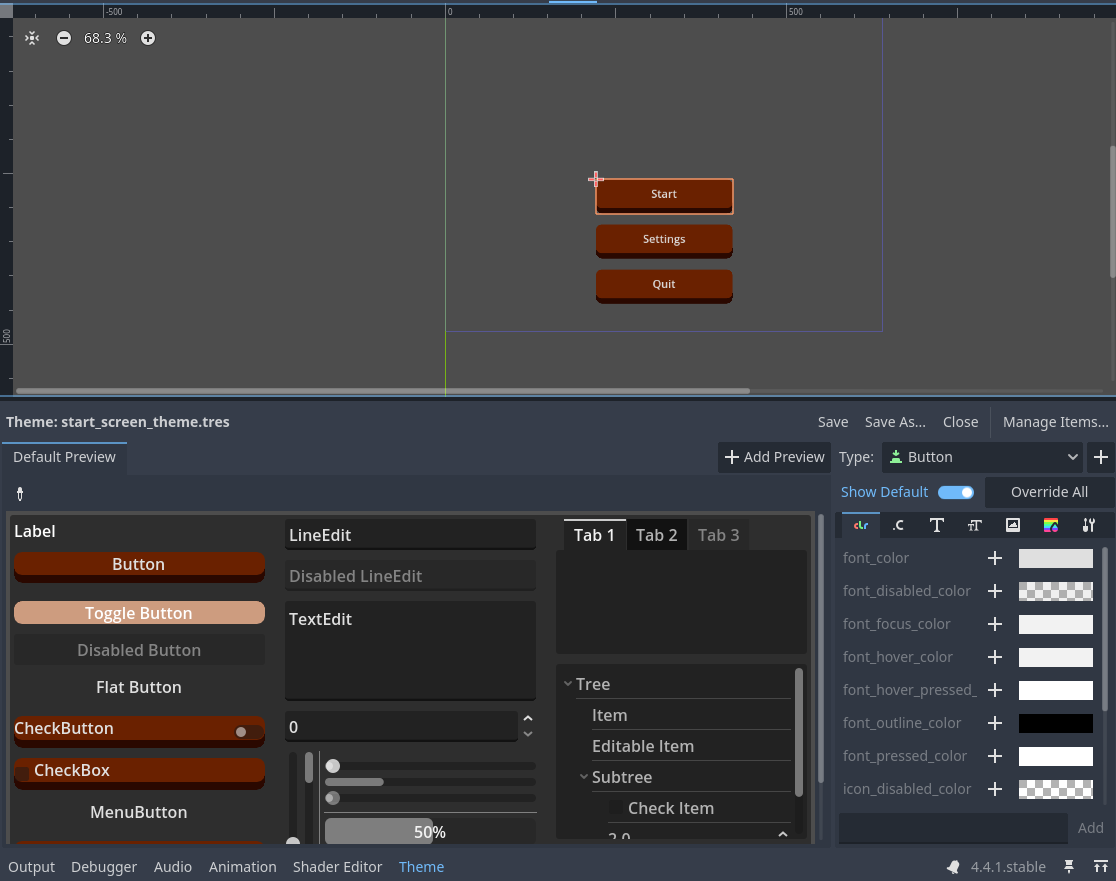 -500 0 500
68.3 %
Start
Settings
Quit
500
Theme: start_screen_theme.tres Save Save As... Close Manage Items...
Default Preview Add Preview Type: Button
Show Default Override All
Label LineEdit Tab 1 Tab 2 Tab 3
clr .C T TT
Button
font_color
Disabled LineEdit
font_disabled_color
Toggle Button TextEdit
font_focus_color
Disabled Button
font_hover_color
Flat Button Tree
font_hover_pressed_
Item
CheckButton 0
font_outline_color
Editable Item
font_pressed_color
CheckBox Subtree
icon_disabled_color
MenuButton Check Item
50% 2.0
Add
Output Debugger Audio Animation Shader Editor Theme 4.4.1.stable